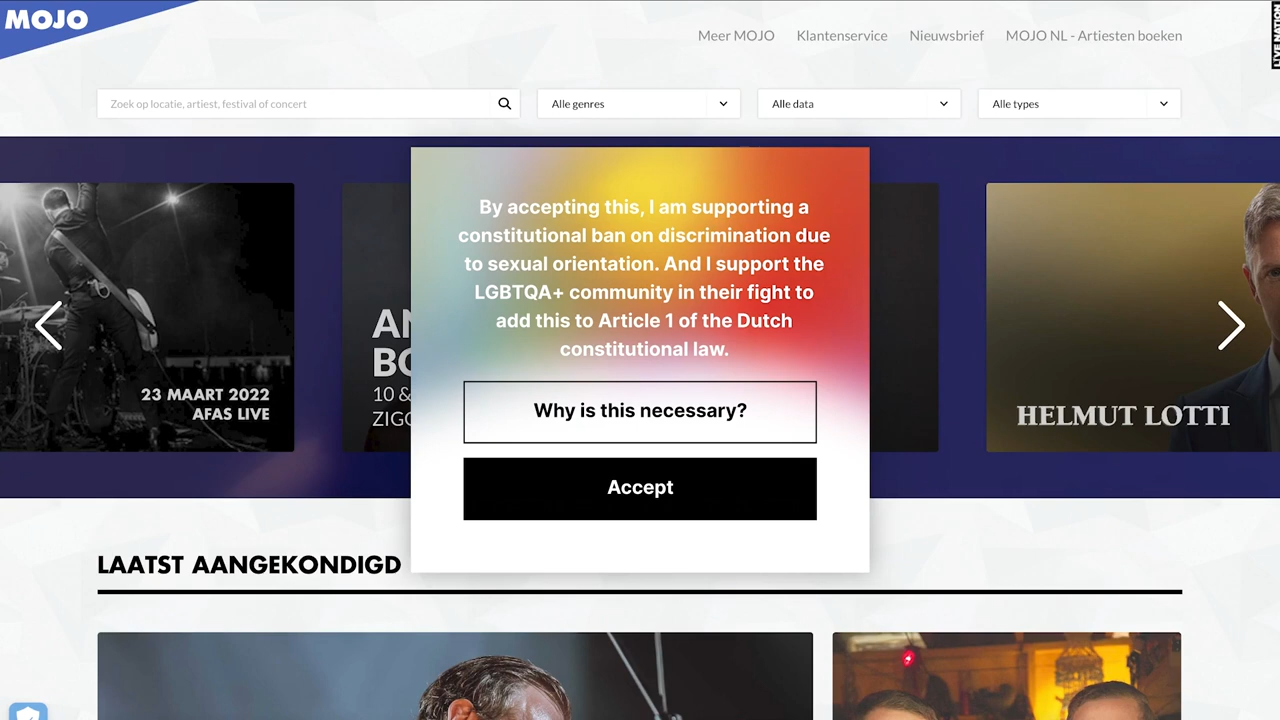 MOJO
Meer MOJO Klantenservice Nieuwsbrief MOJO NL - Artiesten boeken
LIVE NATION
Zoek op locatie, artiest, festival of concert
Alle genres
Alle data
Alle types
By accepting this, I am supporting a
constitutional ban on discrimination due
to sexual orientation. And I support the
LGBTQA+ community in their fight to
add this to Article 1 of the Dutch
constitutional law.
Why is this necessary?
Accept
23 MAART 2022
AFAS LIVE
10 &
HELMUT LOTTI
LAATST AANGEKONDIGD